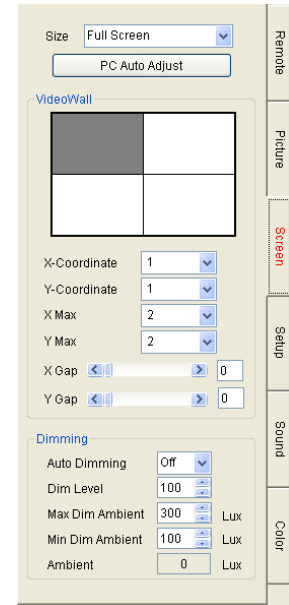 Size Full Screen
PC Auto Adjust
VideoWall
X-Coordinate 1
Y-Coordinate 1
X Max 2
Y Max 2
X Gap 0
Y Gap 0
Dimming
Auto Dimming Off
Dim Level 100
Max Dim Ambient 300 Lux
Min Dim Ambient 100 Lux
Ambient 0 Lux
Remote
Picture
Screen
Setup
Sound
Color